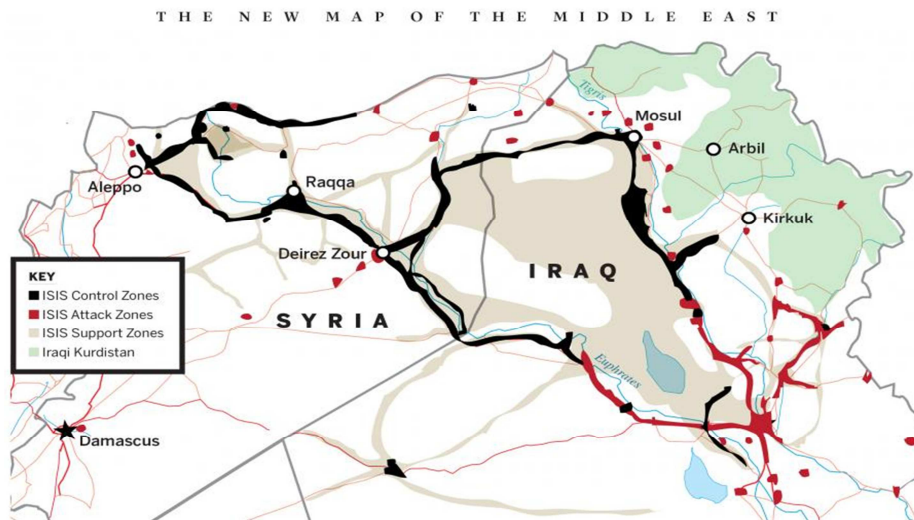 THE NEW MAP OF THE MIDDLE EAST
Tigris
Mosul
Arbil
Aleppo
Raqqa
Kirkuk
Deirez Zour
IRAQ
KEY
ISIS Control Zones
ISIS Attack Zones
ISIS Support Zones
Iraqi Kurdistan
SYRIA
Euphrates
Damascus